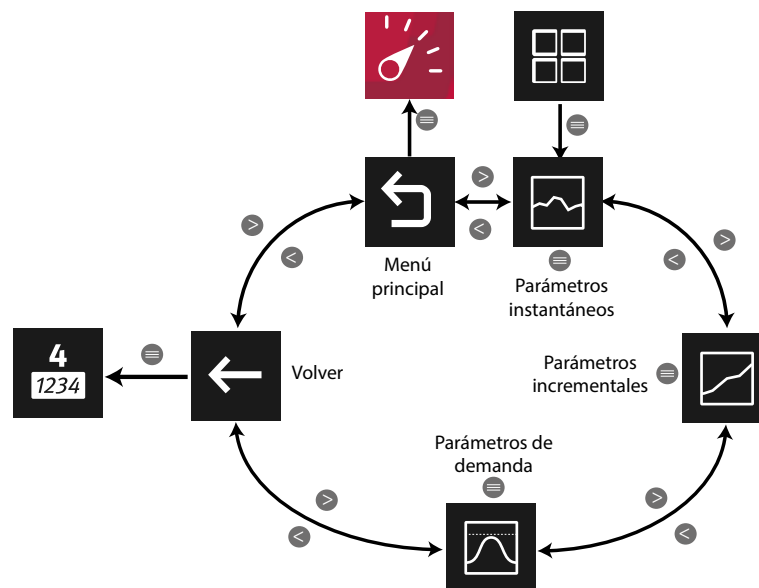 Menú
principal
Parámetros
instantáneos
Volver
4
1234
Parámetros
incrementales
Parámetros de
demanda